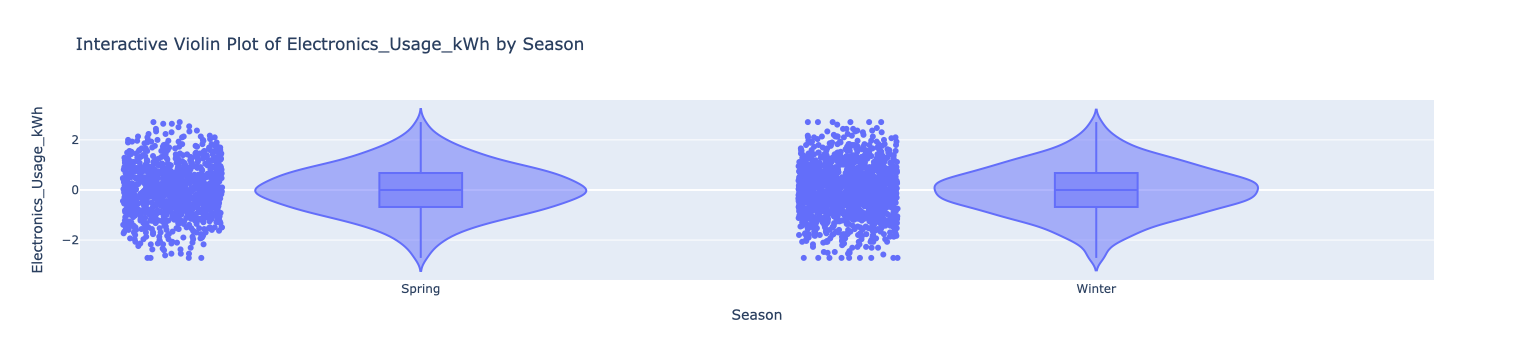 Interactive Violin Plot of Electronics_Usage_kWh by Season
Electronics_Usage_kWh
2
0
−2
Spring
Winter
Season